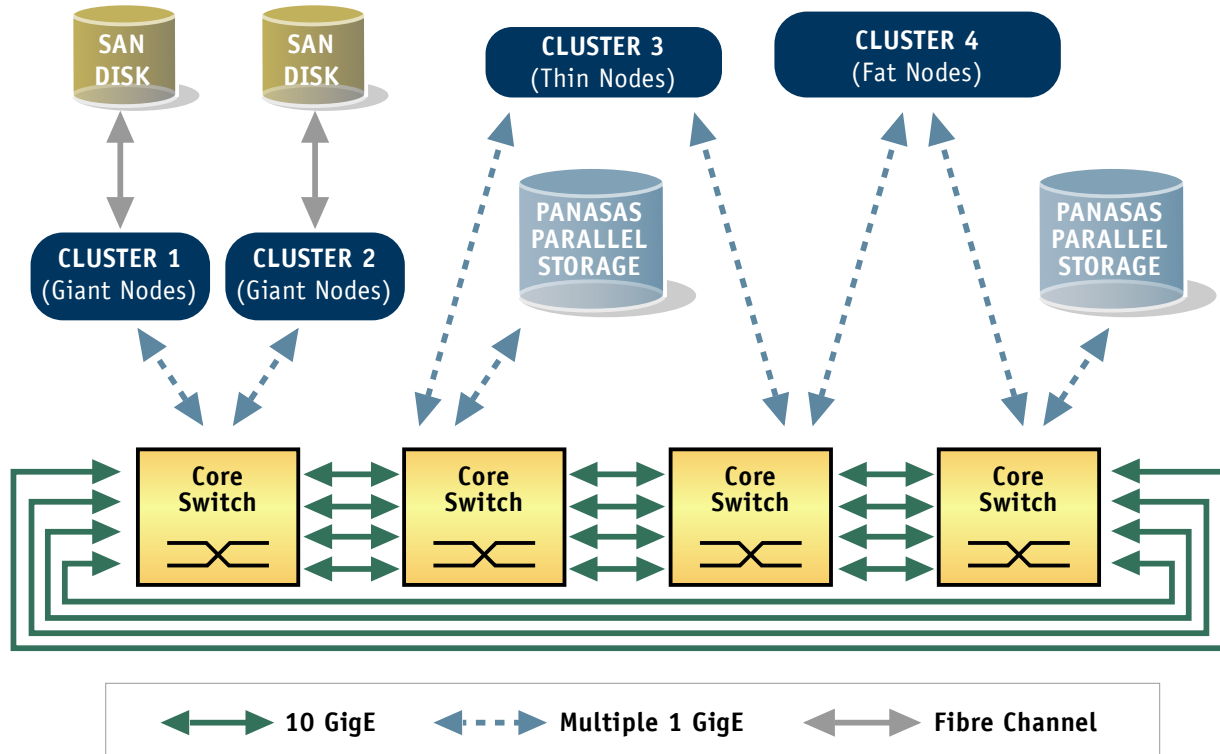 SAN
DISK
SAN
DISK
CLUSTER 3
(Thin Nodes)
CLUSTER 4
(Fat Nodes)
PANASAS
PARALLEL
STORAGE
PANASAS
PARALLEL
STORAGE
CLUSTER 1
(Giant Nodes)
CLUSTER 2
(Giant Nodes)
Core
Switch
Core
Switch
Core
Switch
Core
Switch
10 GigE
Multiple 1 GigE
Fibre Channel